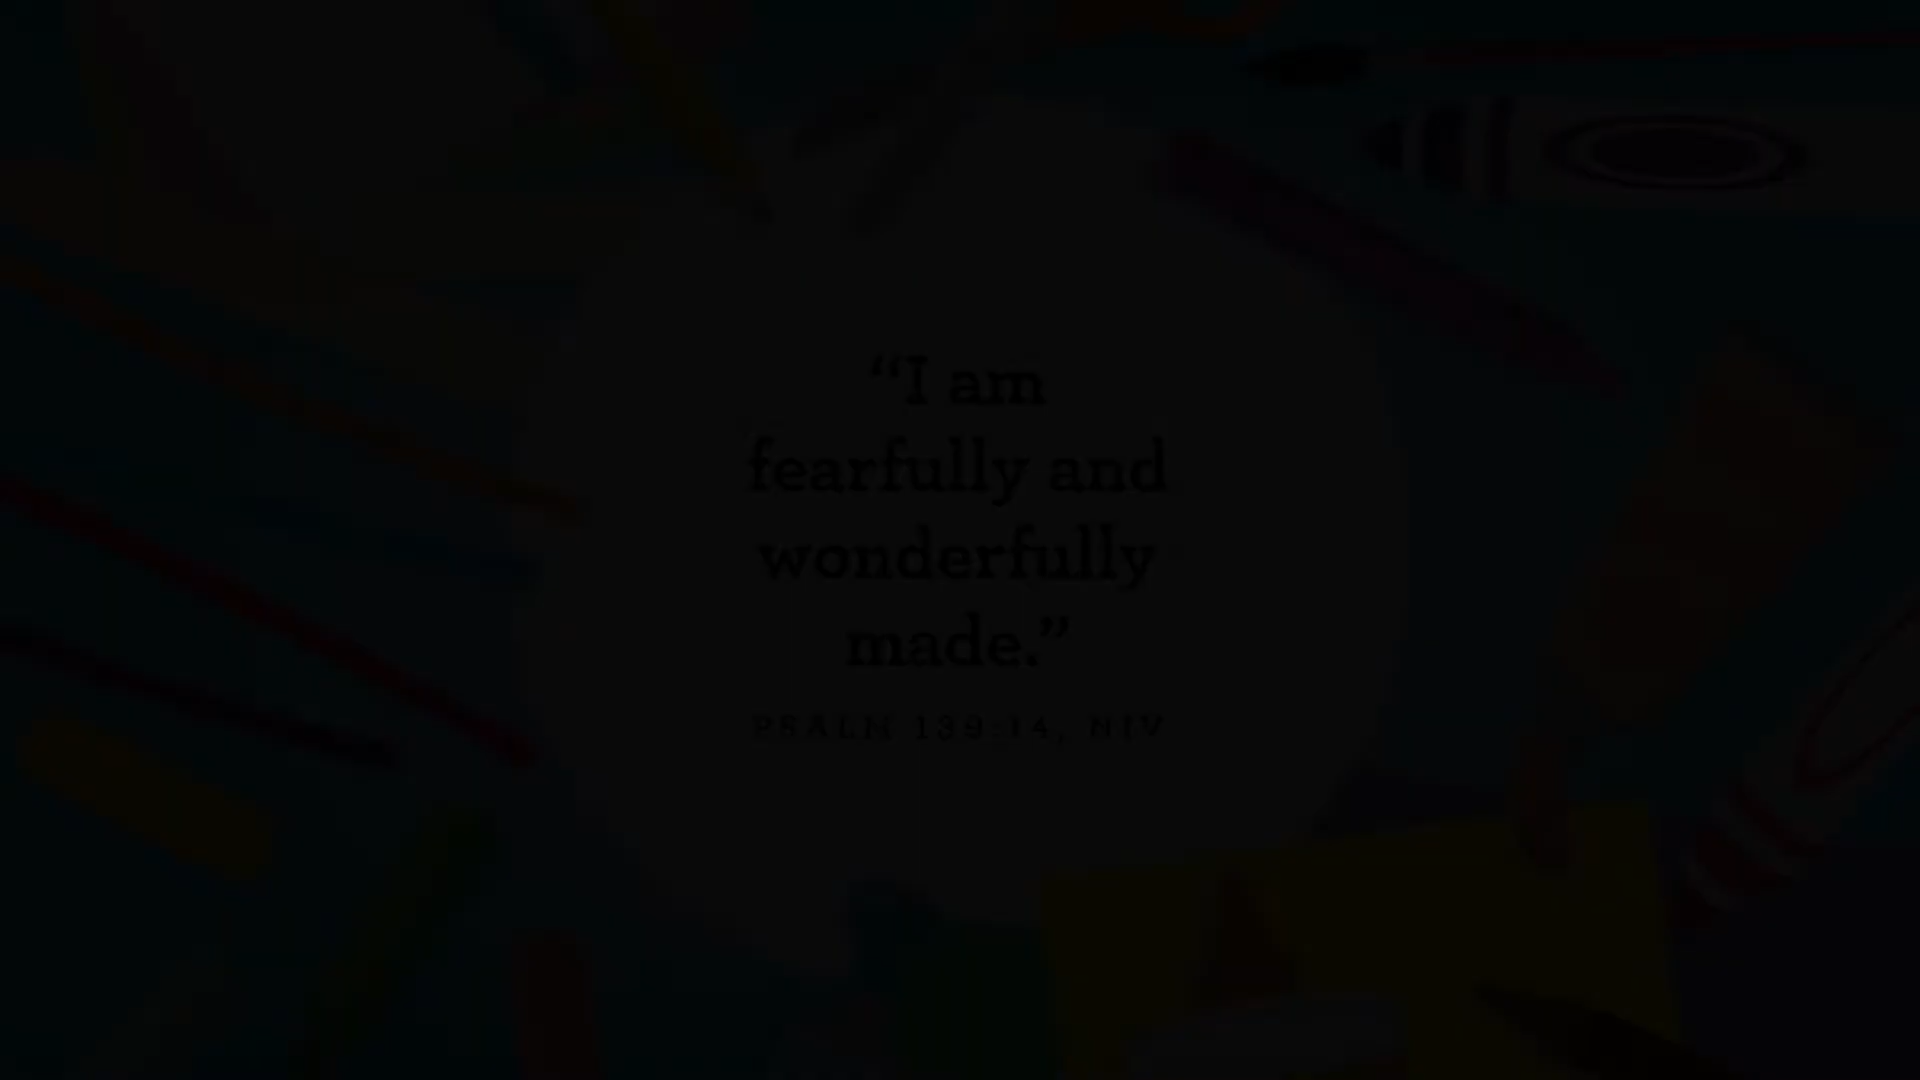 “I am
fearfully and
wonderfully
made.”
PSALM 139:14, NIV